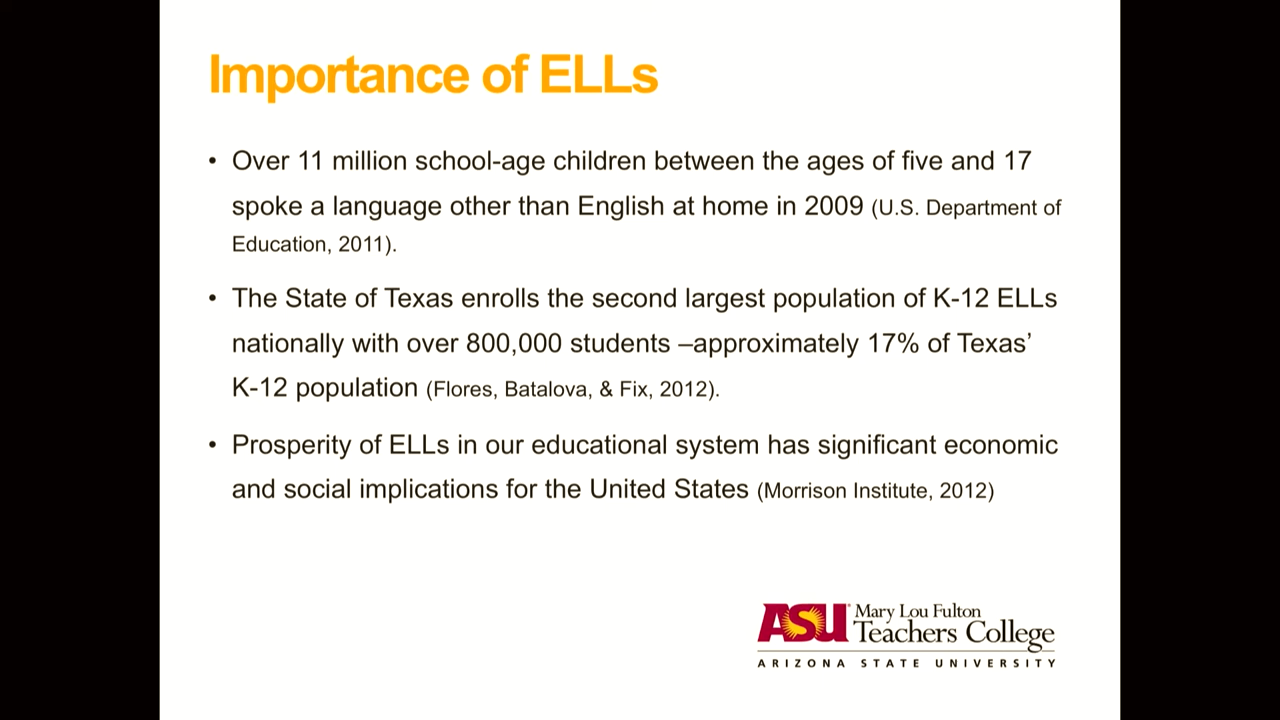 Importance of ELLs
• Over 11 million school-age children between the ages of five and 17
spoke a language other than English at home in 2009 (U.S. Department of
Education, 2011).
• The State of Texas enrolls the second largest population of K-12 ELLs
nationally with over 800,000 students –approximately 17% of Texas’
K-12 population (Flores, Batalova, & Fix, 2012).
• Prosperity of ELLs in our educational system has significant economic
and social implications for the United States (Morrison Institute, 2012)
ASU Mary Lou Fulton
Teachers College
ARIZONA STATE UNIVERSITY